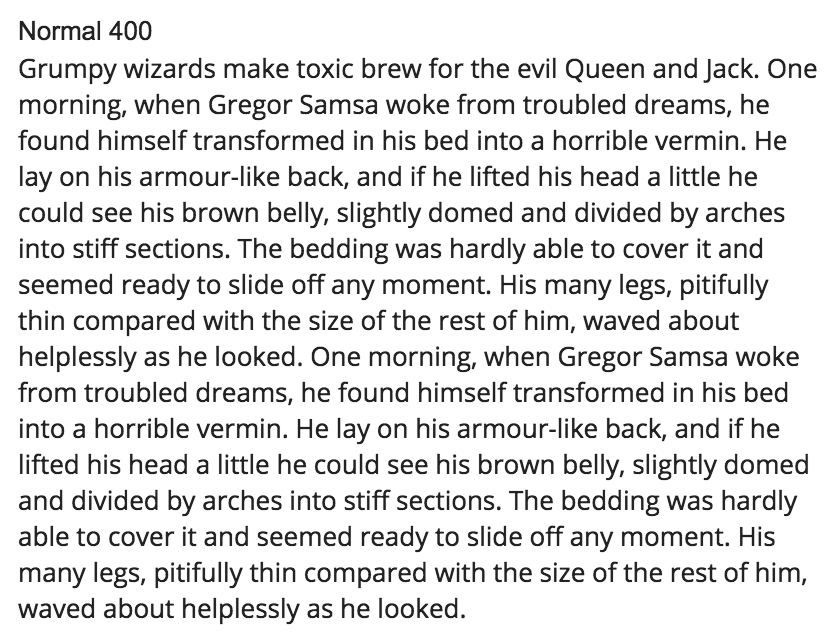 Normal 400
Grumpy wizards make toxic brew for the evil Queen and Jack. One
morning, when Gregor Samsa woke from troubled dreams, he
found himself transformed in his bed into a horrible vermin. He
lay on his armour-like back, and if he lifted his head a little he
could see his brown belly, slightly domed and divided by arches
into stiff sections. The bedding was hardly able to cover it and
seemed ready to slide off any moment. His many legs, pitifully
thin compared with the size of the rest of him, waved about
helplessly as he looked. One morning, when Gregor Samsa woke
from troubled dreams, he found himself transformed in his bed
into a horrible vermin. He lay on his armour-like back, and if he
lifted his head a little he could see his brown belly, slightly domed
and divided by arches into stiff sections. The bedding was hardly
able to cover it and seemed ready to slide off any moment. His
many legs, pitifully thin compared with the size of the rest of him,
waved about helplessly as he looked.